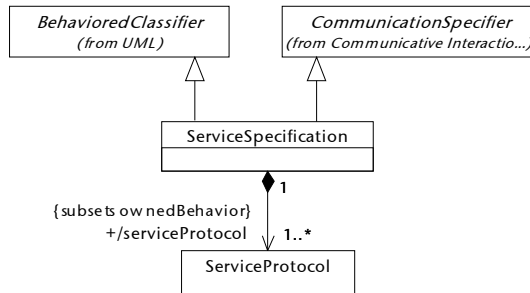 BehavioredClassifier
(from UML)
CommunicationSpecifier
(from Communicative Interactio...)
ServiceSpecification
1
{subsets ownedBehavior}
+/serviceProtocol
1..*
ServiceProtocol